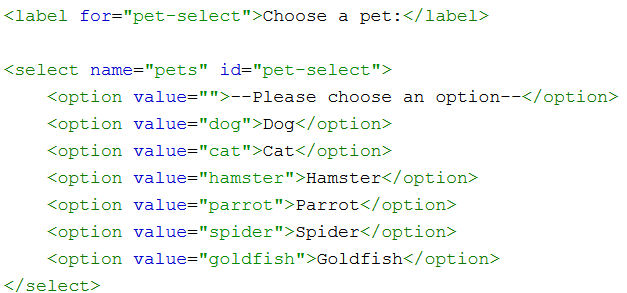 <label for="pet-select">Choose a pet:</label>

<select name="pets" id="pet-select">
    <option value="">--Please choose an option--</option>
    <option value="dog">Dog</option>
    <option value="cat">Cat</option>
    <option value="hamster">Hamster</option>
    <option value="parrot">Parrot</option>
    <option value="spider">Spider</option>
    <option value="goldfish">Goldfish</option>
</select>